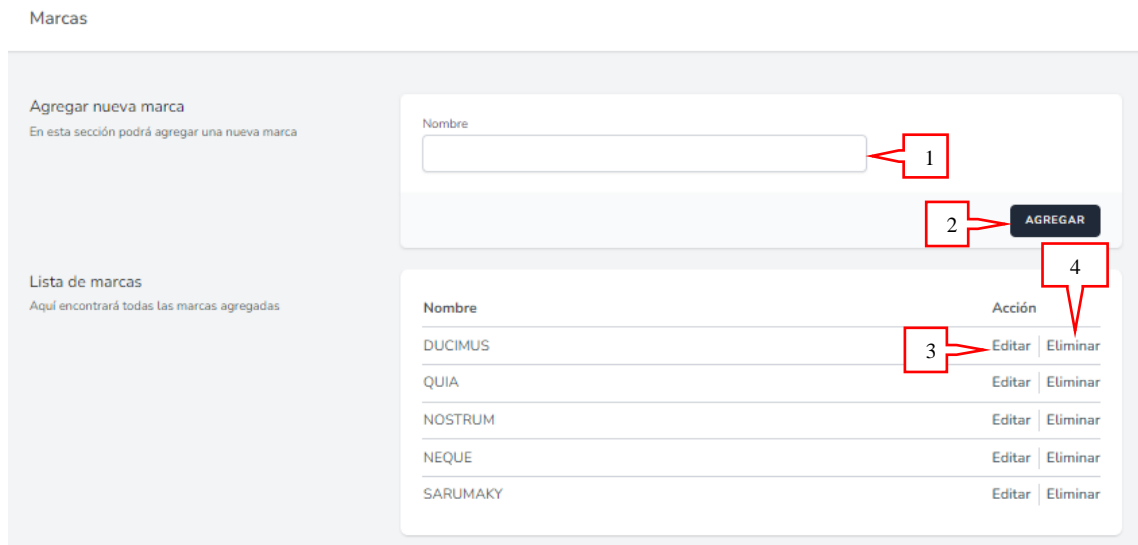 Marcas
Agregar nueva marca
En esta sección podrá agregar una nueva marca
Nombre
1
2
AGREGAR
Lista de marcas
Aquí encontrará todas las marcas agregadas
4
Nombre Acción
DUCIMUS 3 Editar Eliminar
QUIA Editar Eliminar
NOSTRUM Editar Eliminar
NEQUE Editar Eliminar
SARUMAKY Editar Eliminar